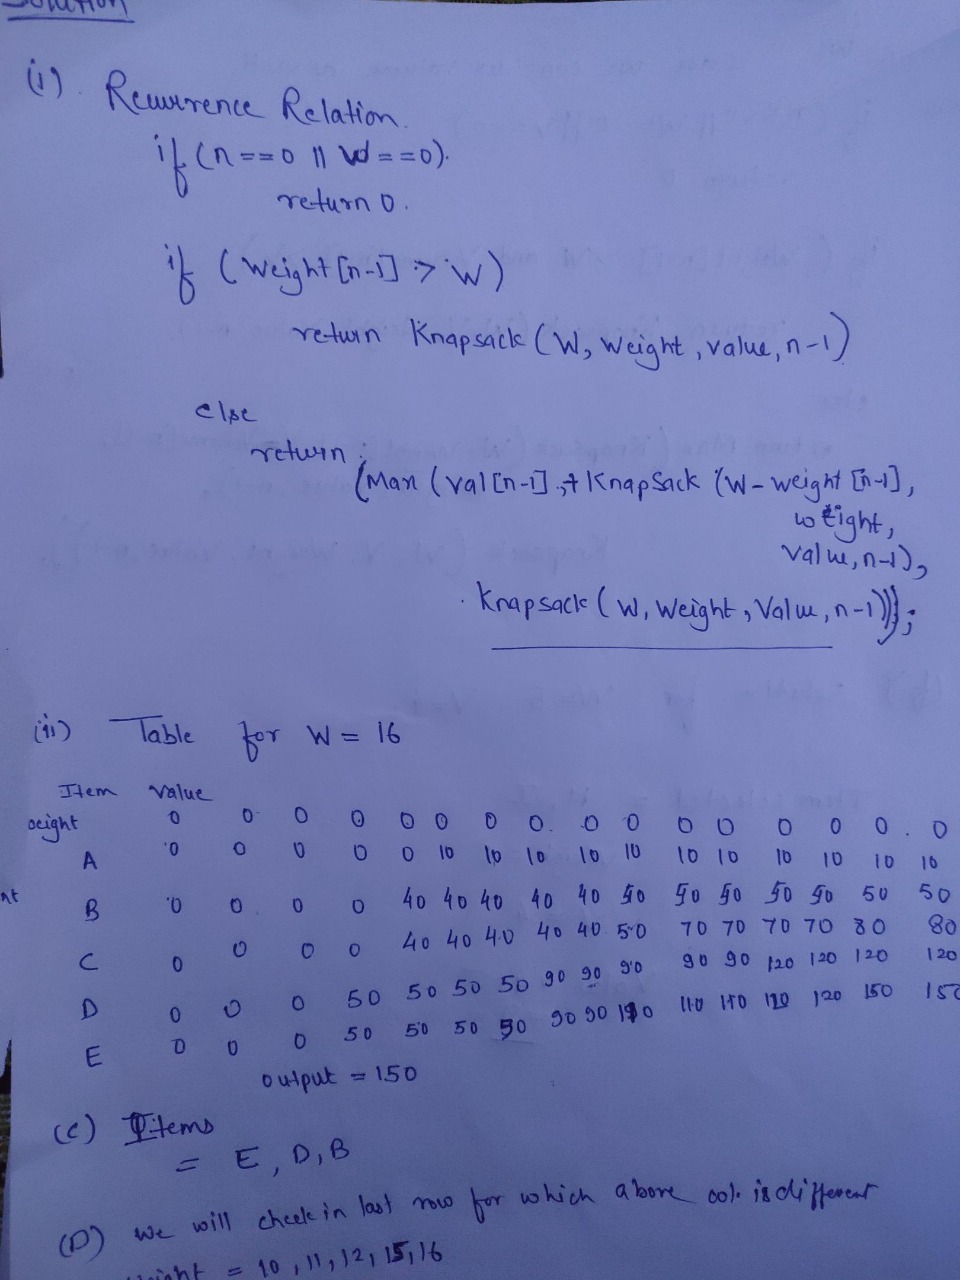 Solution
(i) Recurrence Relation.
if (n==0 || W==0).
return 0.
if (Weight[n-1] > W)
return Knapsack (W, Weight, value, n-1)
else
return
(Max (val[n-1] + KnapSack (W-weight[n-1],
weight,
value, n-1),
Knapsack (W, Weight, Value, n-1)));
(ii) Table for W = 16
Item Value
eight 0 0 0 0 0 0 0 0. 0 0 0 0 0 0 0. 0
A 0 0 0 0 0 10 10 10 10 10 10 10 10 10 10 10
nt B 0 0 0 0 40 40 40 40 40 50 50 50 50 50 50 50
C 0 0 0 0 40 40 40 40 40 50 70 70 70 70 80 80
D 0 0 0 50 50 50 50 90 90 90 90 90 120 120 120 120
E 0 0 0 50 50 50 50 90 90 110 110 120 150 150
output = 150
(c) Items
= E, D, B
(D) we will check in last row for which above col. is different
= 10, 11, 12, 15, 16